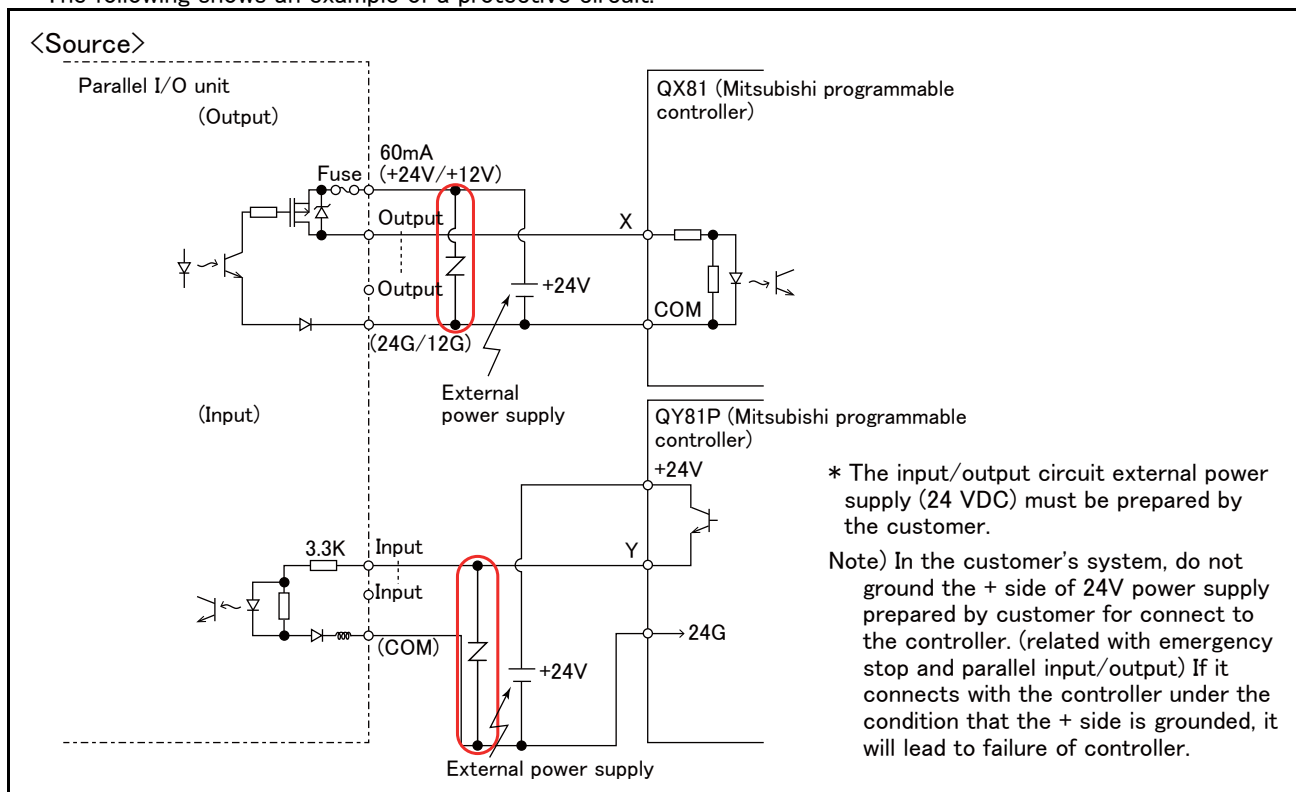 The following shows an example of a protective circuit.
<Source>
Parallel I/O unit
(Output)
QX81 (Mitsubishi programmable
controller)
60mA
Fuse
(+24V/+12V)
Output
X
Output
+24V
COM
(24G/12G)
External
power supply
(Input)
QY81P (Mitsubishi programmable
controller)
+24V
3.3K
Input
Y
Input
(COM)
24G
+24V
External power supply
* The input/output circuit external power
supply (24 VDC) must be prepared by
the customer.
Note) In the customer's system, do not
ground the + side of 24V power supply
prepared by customer for connect to
the controller. (related with emergency
stop and parallel input/output) If it
connects with the controller under the
condition that the + side is grounded, it
will lead to failure of controller.